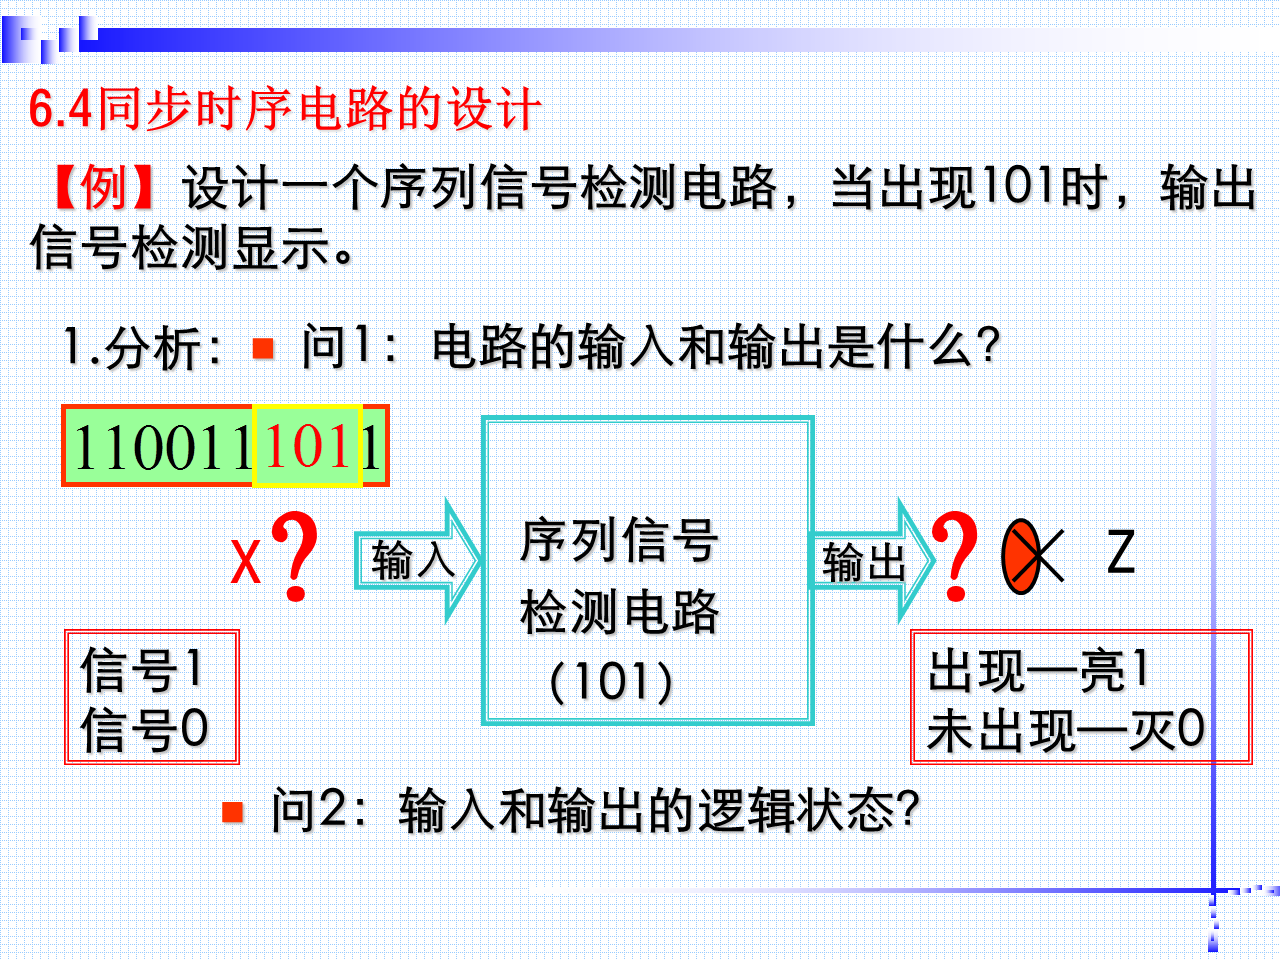 6.4同步时序电路的设计
【例】设计一个序列信号检测电路，当出现101时，输出
信号检测显示。
1.分析：■ 问1：电路的输入和输出是什么?
1100111011
X ? 输入
序列信号
检测电路
(101)
输出 ? Z
信号1
信号0
出现—亮1
未出现—灭0
■ 问2：输入和输出的逻辑状态?